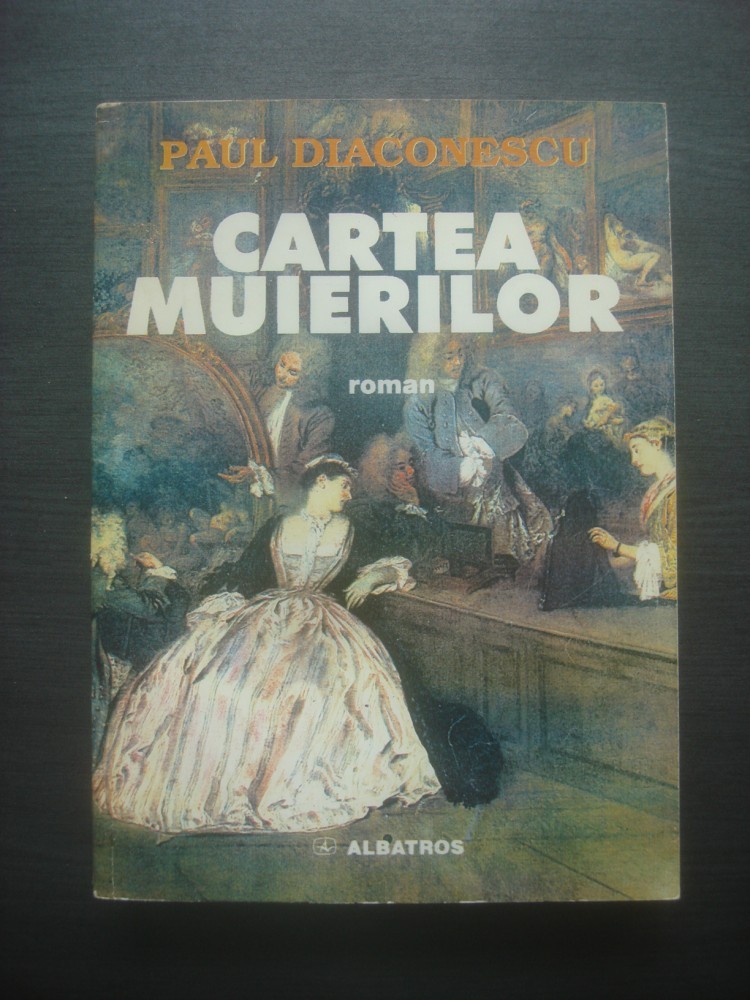 PAUL DIACONESCU
CARTEA
MUIERILOR
roman
ALBATROS